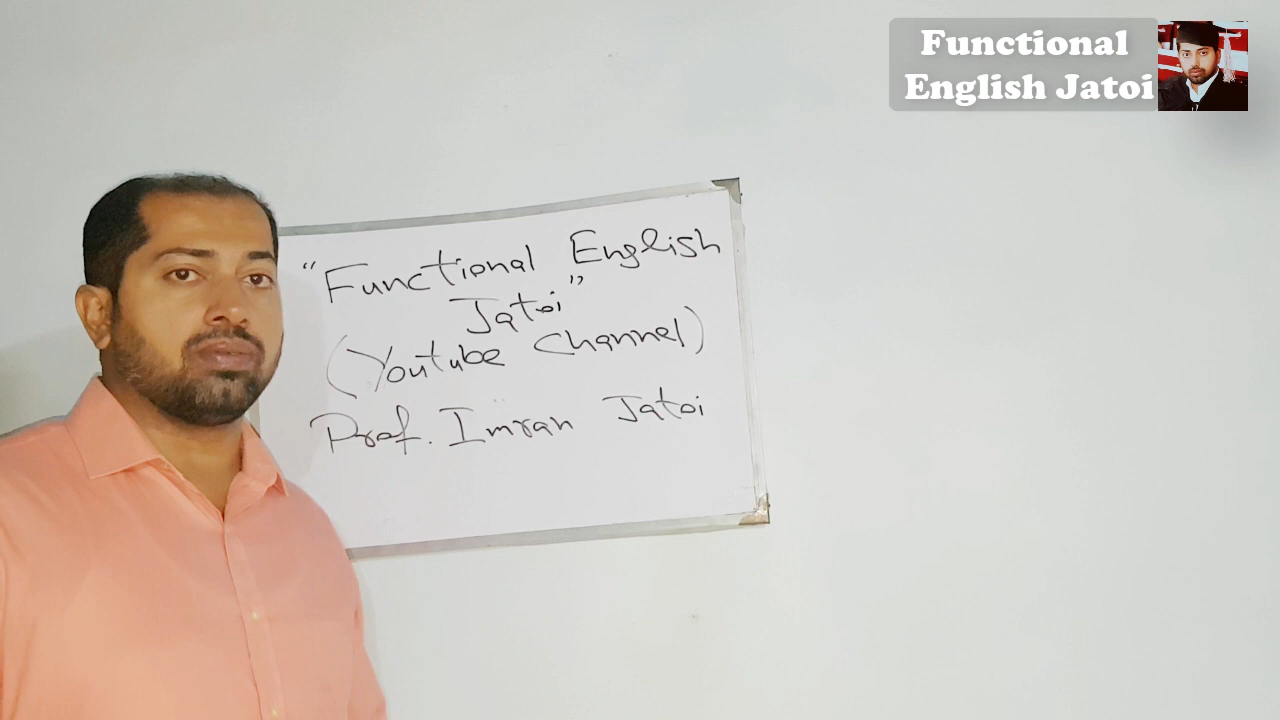 Functional
English Jatoi
"Functional English
Jatoi"
(Youtube Channel)
Prof. Imran Jatoi